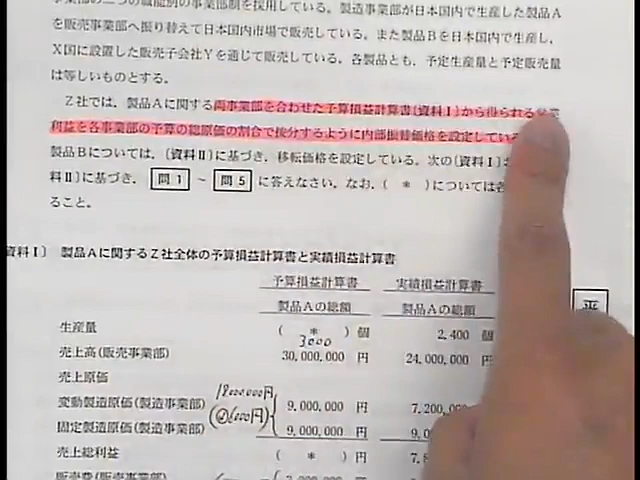 事業部の二つの職能別の事業部制を採用している。製造事業部が日本国内で生産した製品A
を販売事業部へ振り替えて日本国内市場で販売している。また製品Bを日本国内で生産し、
X国に設置した販売子会社Yを通じて販売している。各製品とも、予定生産量と予定販売量
は等しいものとする。
Z社では、製品Aに関する両事業部を合わせた予算損益計算書〔資料Ⅰ〕から得られる営業
利益を各事業部の予算の総原価の割合で按分するように内部振替価格を設定してい
製品Bについては、〔資料Ⅱ〕に基づき、移転価格を設定している。次の〔資料Ⅰ〕
料Ⅱ〕に基づき、問1 ～ 問5 に答えなさい。なお、( * )については各
ること。
資料Ⅰ〕 製品Aに関するZ社全体の予算損益計算書と実績損益計算書
予算損益計算書 実績損益計算書
製品Aの総額 製品Aの総額
生産量 ( * )個 2,400 個
3000
売上高(販売事業部) 30,000,000 円 24,000,000 円
売上原価
18000000円
変動製造原価(製造事業部) 9,000,000 円 7,200,00
(@6000円)
固定製造原価(製造事業部) 9,000,000 円 9,0
売上総利益 ( * )円 7,8